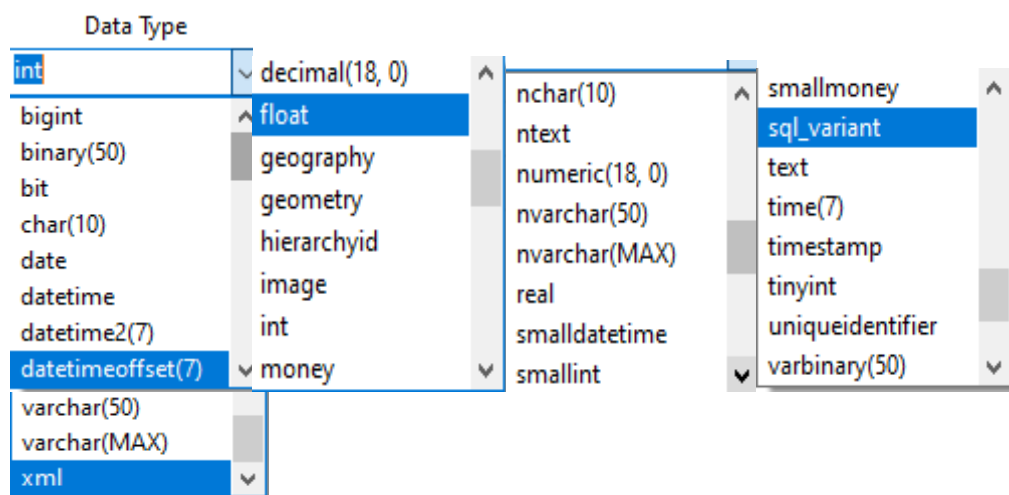 Data Type
int
bigint
binary(50)
bit
char(10)
date
datetime
datetime2(7)
datetimeoffset(7)
varchar(50)
varchar(MAX)
xml
decimal(18, 0)
float
geography
geometry
hierarchyid
image
int
money
nchar(10)
ntext
numeric(18, 0)
nvarchar(50)
nvarchar(MAX)
real
smalldatetime
smallint
smallmoney
sql_variant
text
time(7)
timestamp
tinyint
uniqueidentifier
varbinary(50)